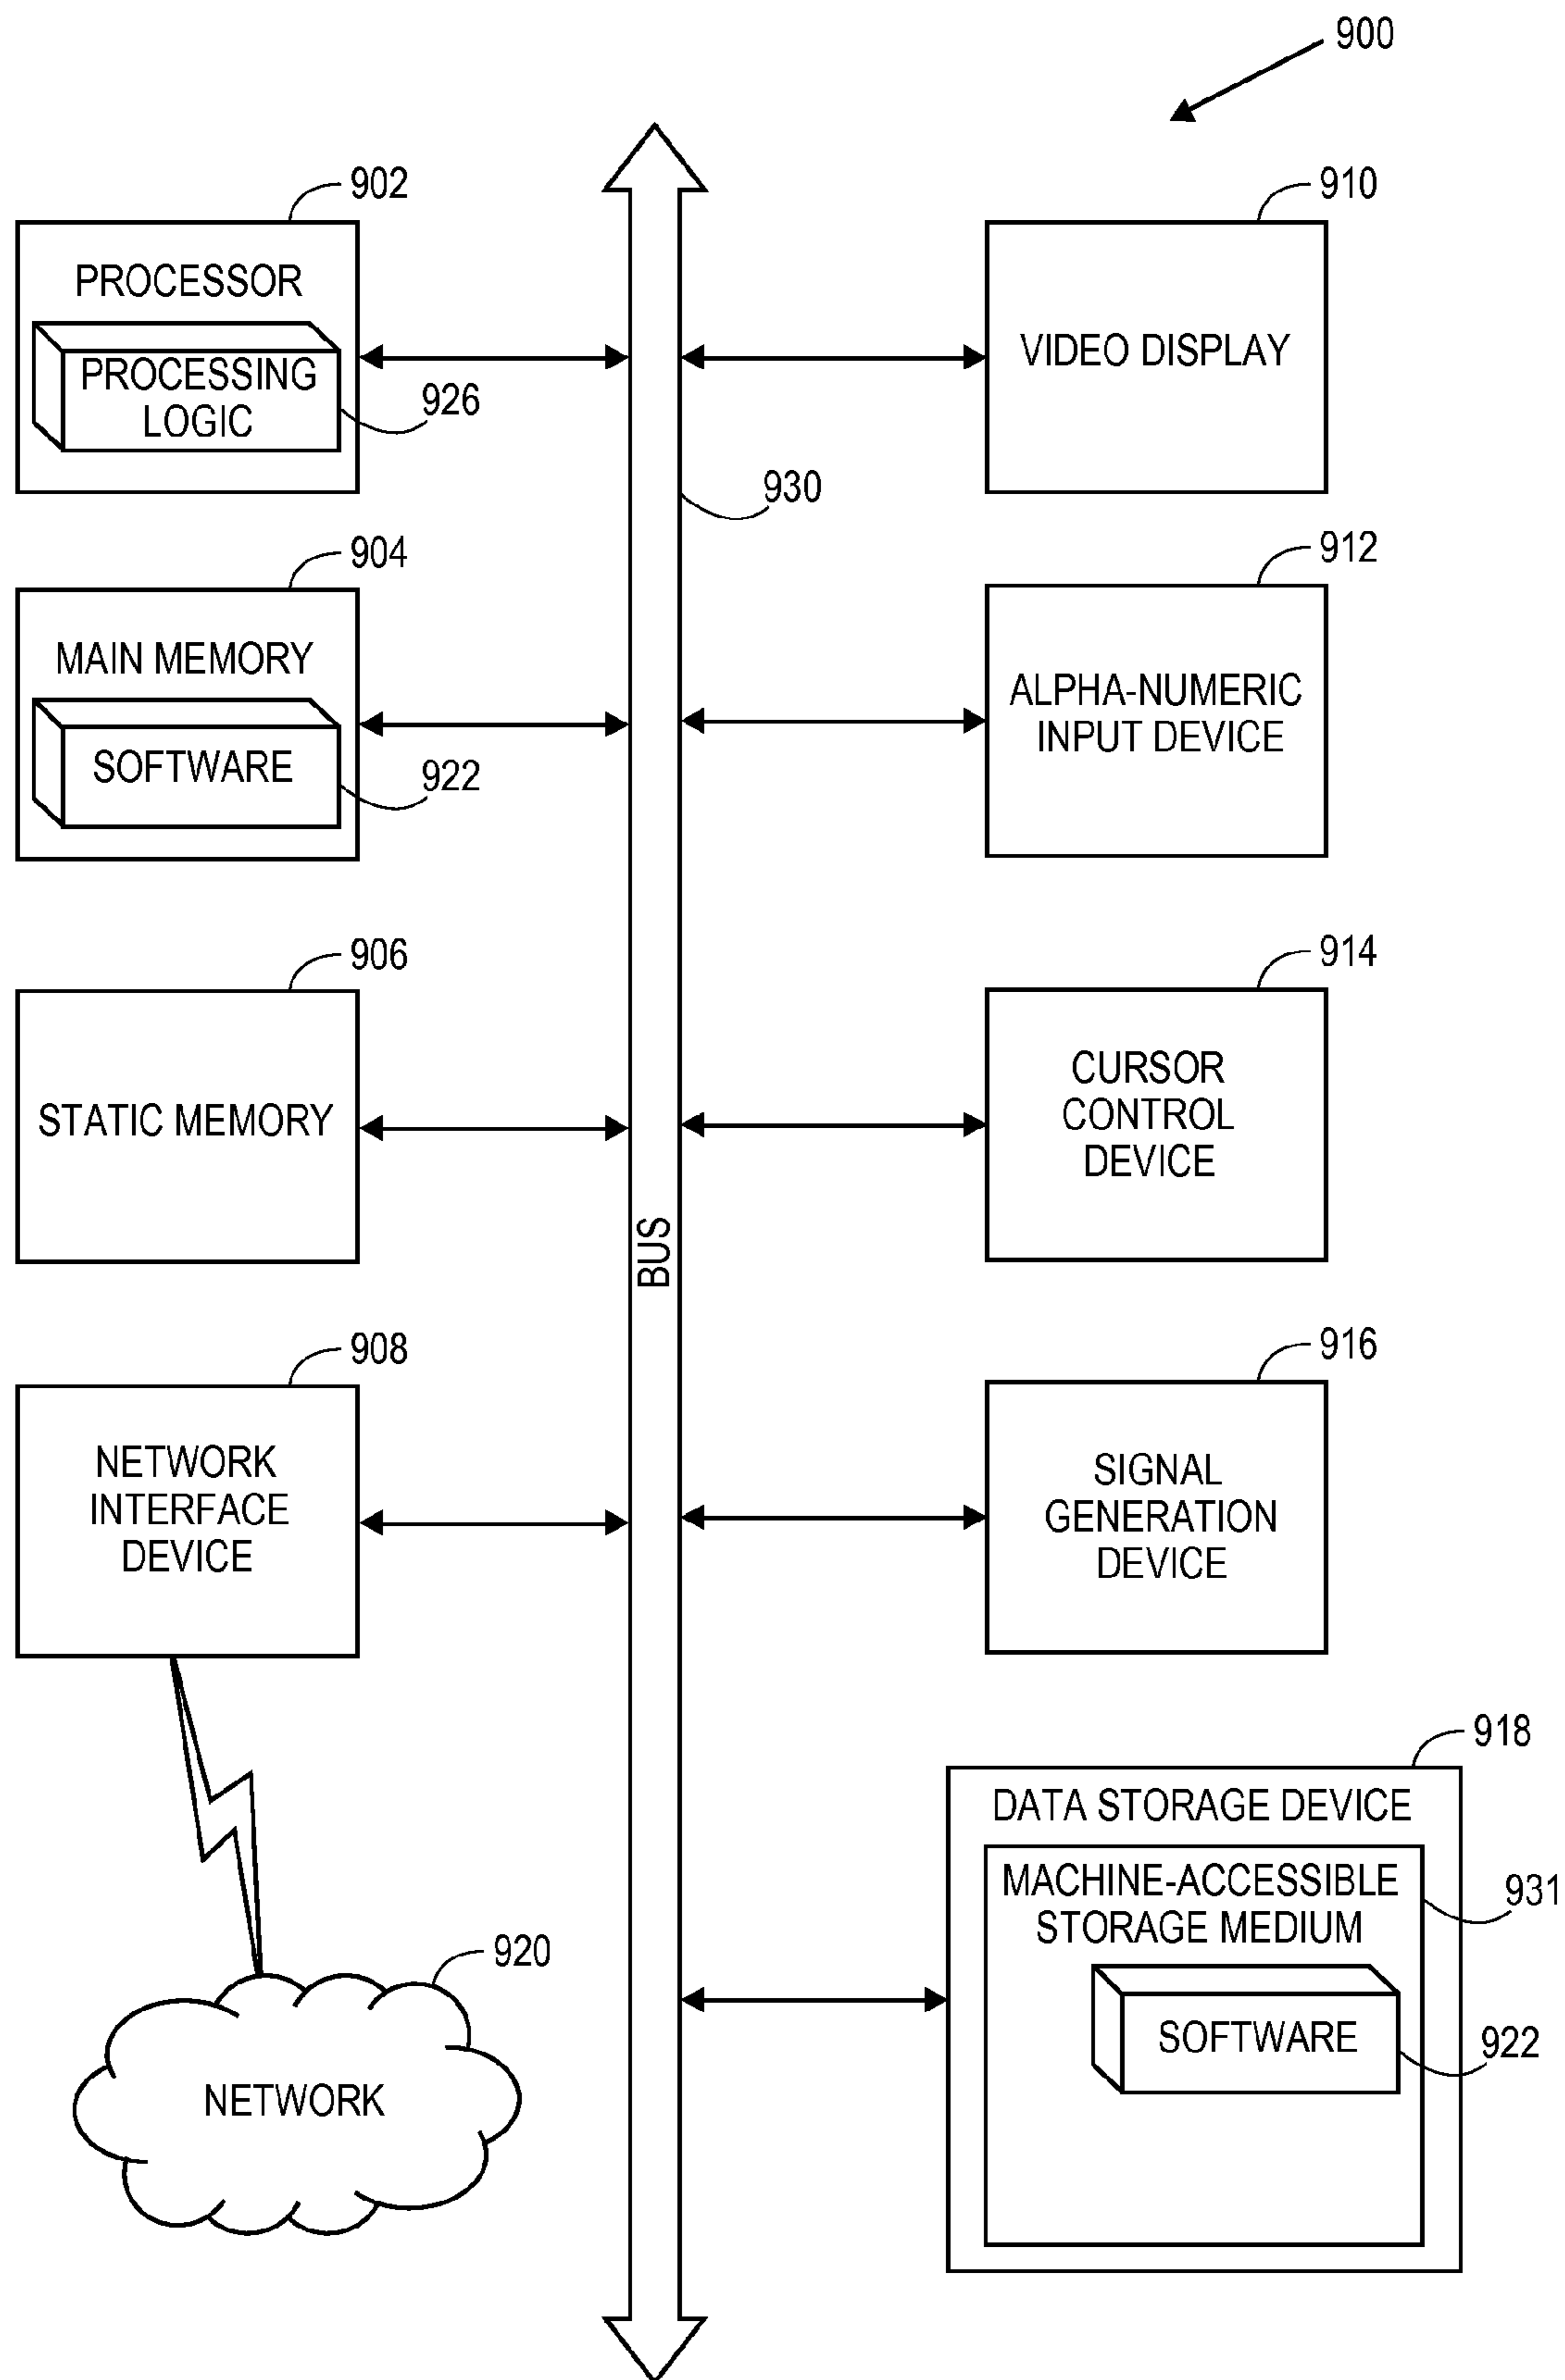 900
902
PROCESSOR
PROCESSING
LOGIC
926
910
VIDEO DISPLAY
930
904
MAIN MEMORY
SOFTWARE
922
912
ALPHA-NUMERIC
INPUT DEVICE
906
STATIC MEMORY
914
CURSOR
CONTROL
DEVICE
BUS
908
NETWORK
INTERFACE
DEVICE
916
SIGNAL
GENERATION
DEVICE
918
DATA STORAGE DEVICE
MACHINE-ACCESSIBLE
STORAGE MEDIUM
931
SOFTWARE
922
920
NETWORK